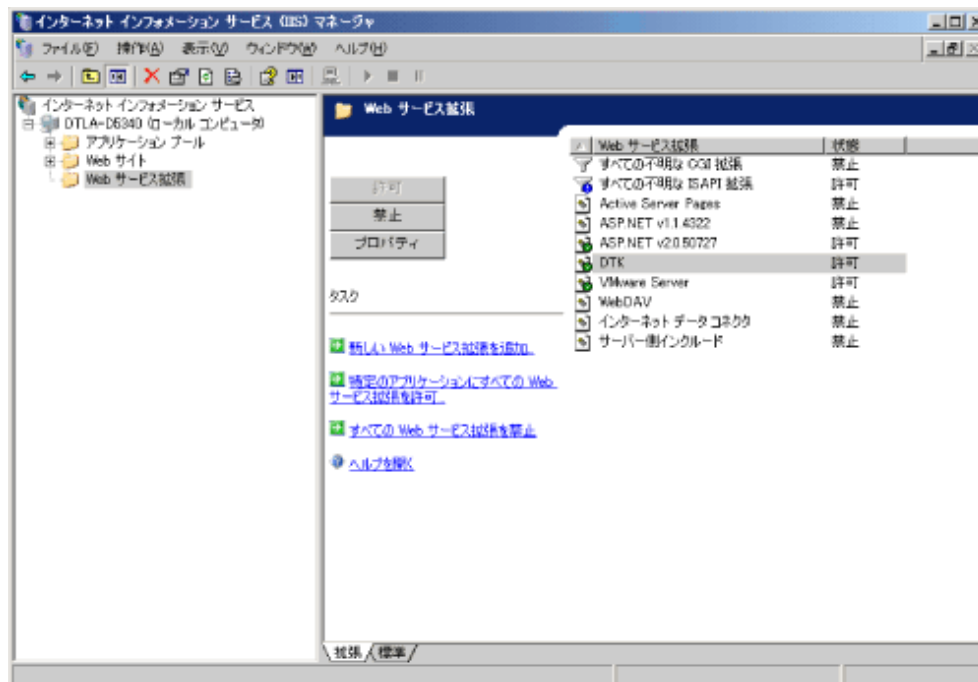 インターネット インフォメーション サービス (IIS) マネージャ
ファイル(F) 操作(A) 表示(V) ウィンドウ(W) ヘルプ(H)
インターネット インフォメーション サービス
DTLA-D5340 (ローカル コンピュータ)
アプリケーション プール
Web サイト
Web サービス拡張
Web サービス拡張
許可
禁止
プロパティ
タスク
新しい Web サービス拡張を追加...
特定のアプリケーションにすべての Web
サービス拡張を許可...
すべての Web サービス拡張を禁止
ヘルプを開く
Web サービス拡張 状態
すべての不明な CGI 拡張 禁止
すべての不明な ISAPI 拡張 許可
Active Server Pages 禁止
ASP.NET v1.1.4322 禁止
ASP.NET v2.0.50727 許可
DTK 許可
VMware Server 許可
WebDAV 禁止
インターネット データ コネクタ 禁止
サーバー側インクルード 禁止
拡張 標準